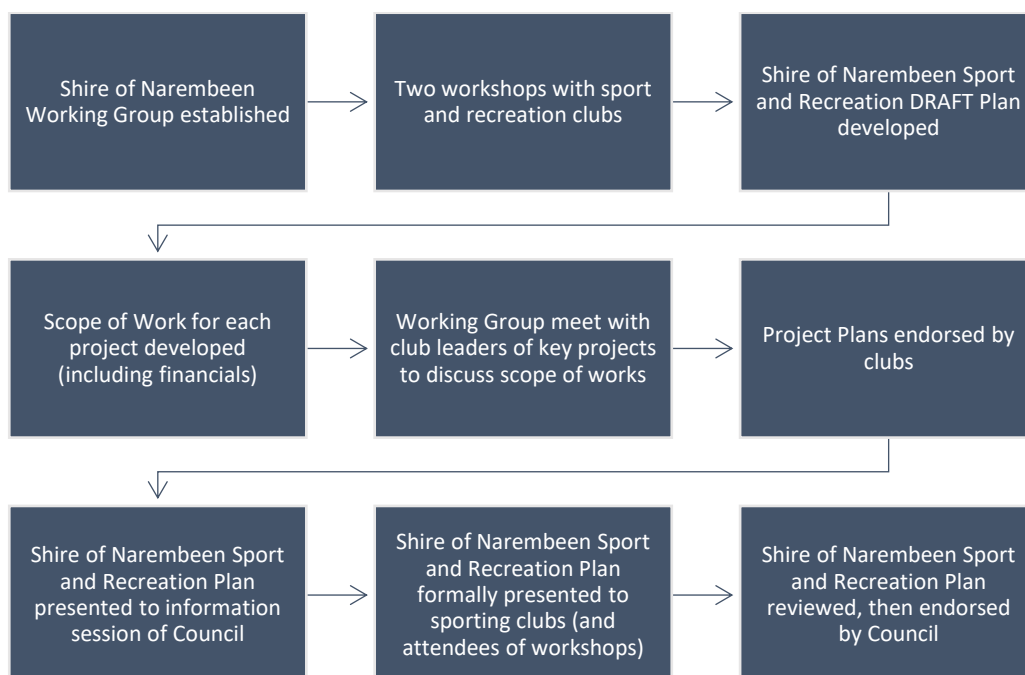 Shire of Narembeen
Working Group established
Two workshops with sport
and recreation clubs
Shire of Narembeen Sport
and Recreation DRAFT Plan
developed
Scope of Work for each
project developed
(including financials)
Working Group meet with
club leaders of key projects
to discuss scope of works
Project Plans endorsed by
clubs
Shire of Narembeen Sport
and Recreation Plan
presented to information
session of Council
Shire of Narembeen Sport
and Recreation Plan
formally presented to
sporting clubs (and
attendees of workshops)
Shire of Narembeen Sport
and Recreation Plan
reviewed, then endorsed
by Council